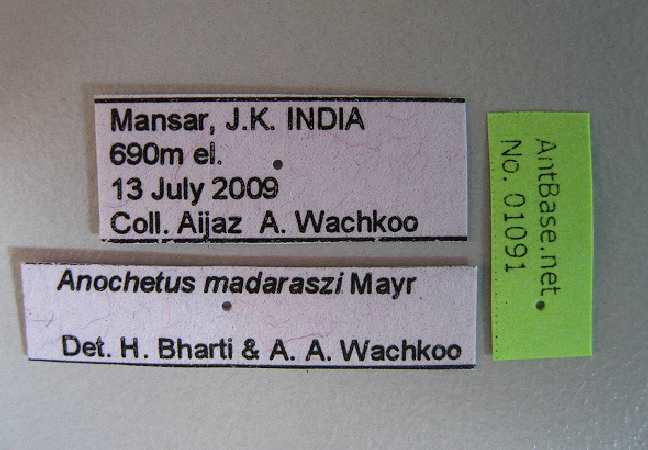 Mansar, J.K. INDIA
690m el.
13 July 2009
Coll. Aijaz A. Wachkoo
Anochetus madaraszi Mayr
Det. H. Bharti & A. A. Wachkoo
AntBase.net
No. 01091